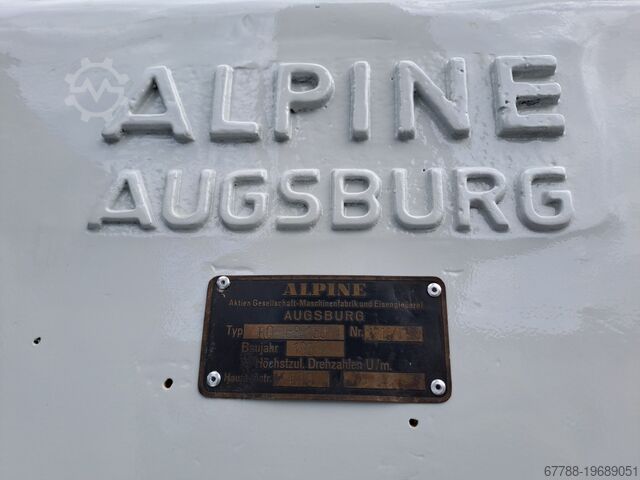 ALPINE
AUGSBURG
ALPINE
Aktien Gesellschaft-Maschinenfabrik und Eisengiesserei
AUGSBURG
Typ Nr.
Baujahr
Höchstzul. Drehzahlen U/m.
67788-19689051